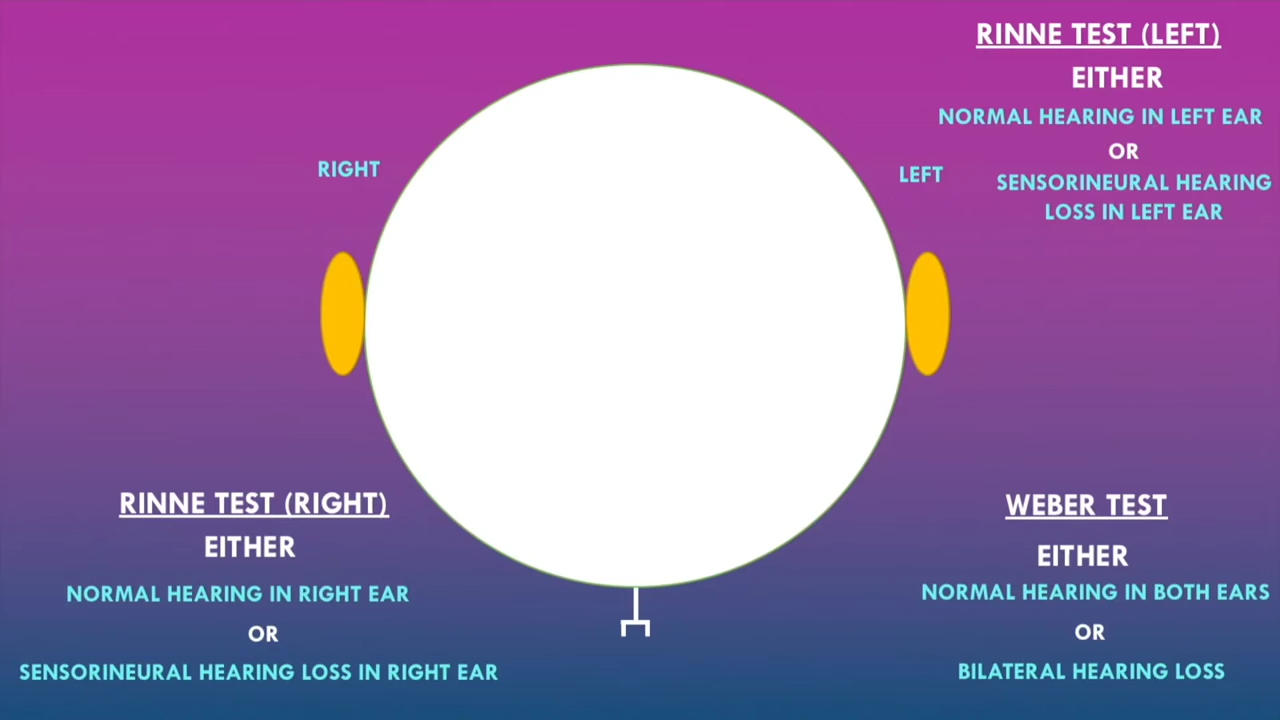 RINNE TEST (LEFT)
EITHER
NORMAL HEARING IN LEFT EAR
OR
SENSORINEURAL HEARING
LOSS IN LEFT EAR
RIGHT
LEFT
RINNE TEST (RIGHT)
EITHER
NORMAL HEARING IN RIGHT EAR
OR
SENSORINEURAL HEARING LOSS IN RIGHT EAR
WEBER TEST
EITHER
NORMAL HEARING IN BOTH EARS
OR
BILATERAL HEARING LOSS